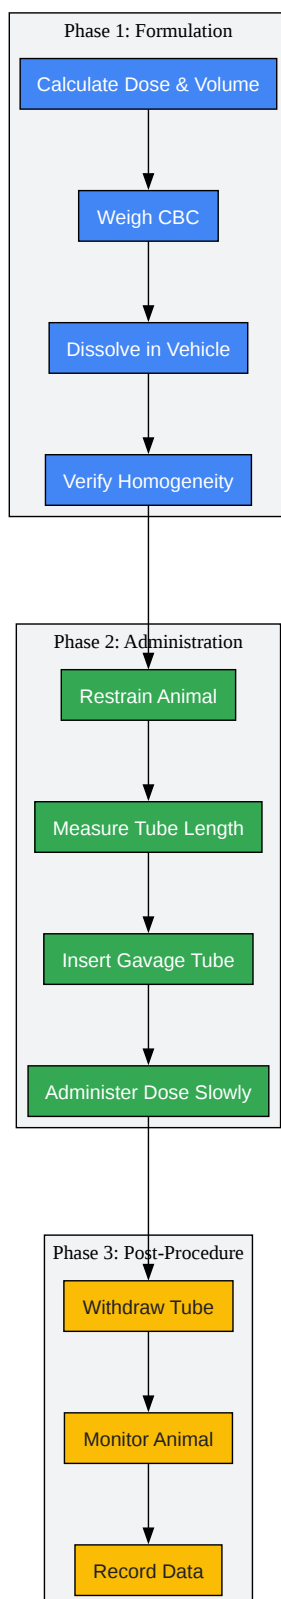 Phase 1: Formulation
Calculate Dose & Volume
Weigh CBC
Dissolve in Vehicle
Verify Homogeneity
Phase 2: Administration
Restrain Animal
Measure Tube Length
Insert Gavage Tube
Administer Dose Slowly
Phase 3: Post-Procedure
Withdraw Tube
Monitor Animal
Record Data